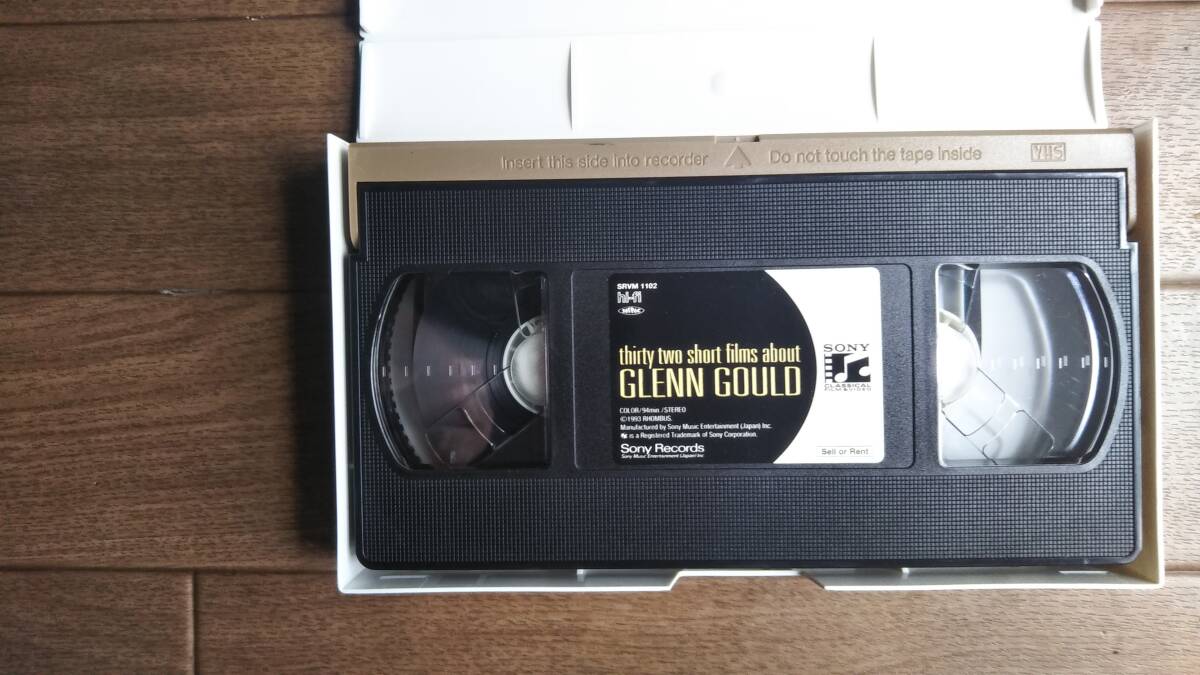 Insert this side into recorder Do not touch the tape inside VHS
SRVM 1102
hi-fi
thirty two short films about
GLENN GOULD
COLOR/94min./STEREO
©1993 RHOMBUS.
Manufactured by Sony Music Entertainment (Japan) Inc.
is a Registered Trademark of Sony Corporation.
Sony Records
Sony Music Entertainment (Japan) Inc
SONY
CLASSICAL
FILM & VIDEO
Sell or Rent